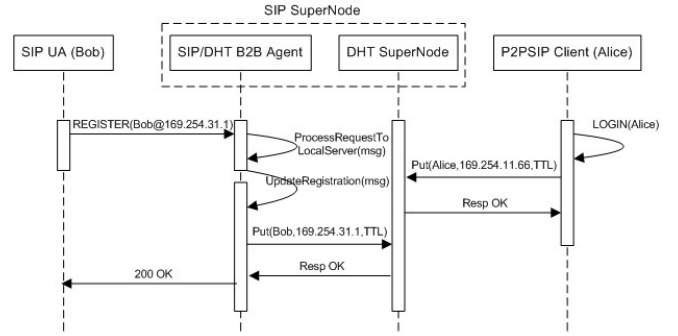 SIP SuperNode
SIP UA (Bob)
SIP/DHT B2B Agent
DHT SuperNode
P2PSIP Client (Alice)
REGISTER(Bob@169.254.31.1)
LOGIN(Alice)
ProcessRequestTo
LocalServer(msg)
Put(Alice,169.254.11.66,TTL)
UpdateRegistration(msg)
Resp OK
Put(Bob,169.254.31.1,TTL)
Resp OK
200 OK